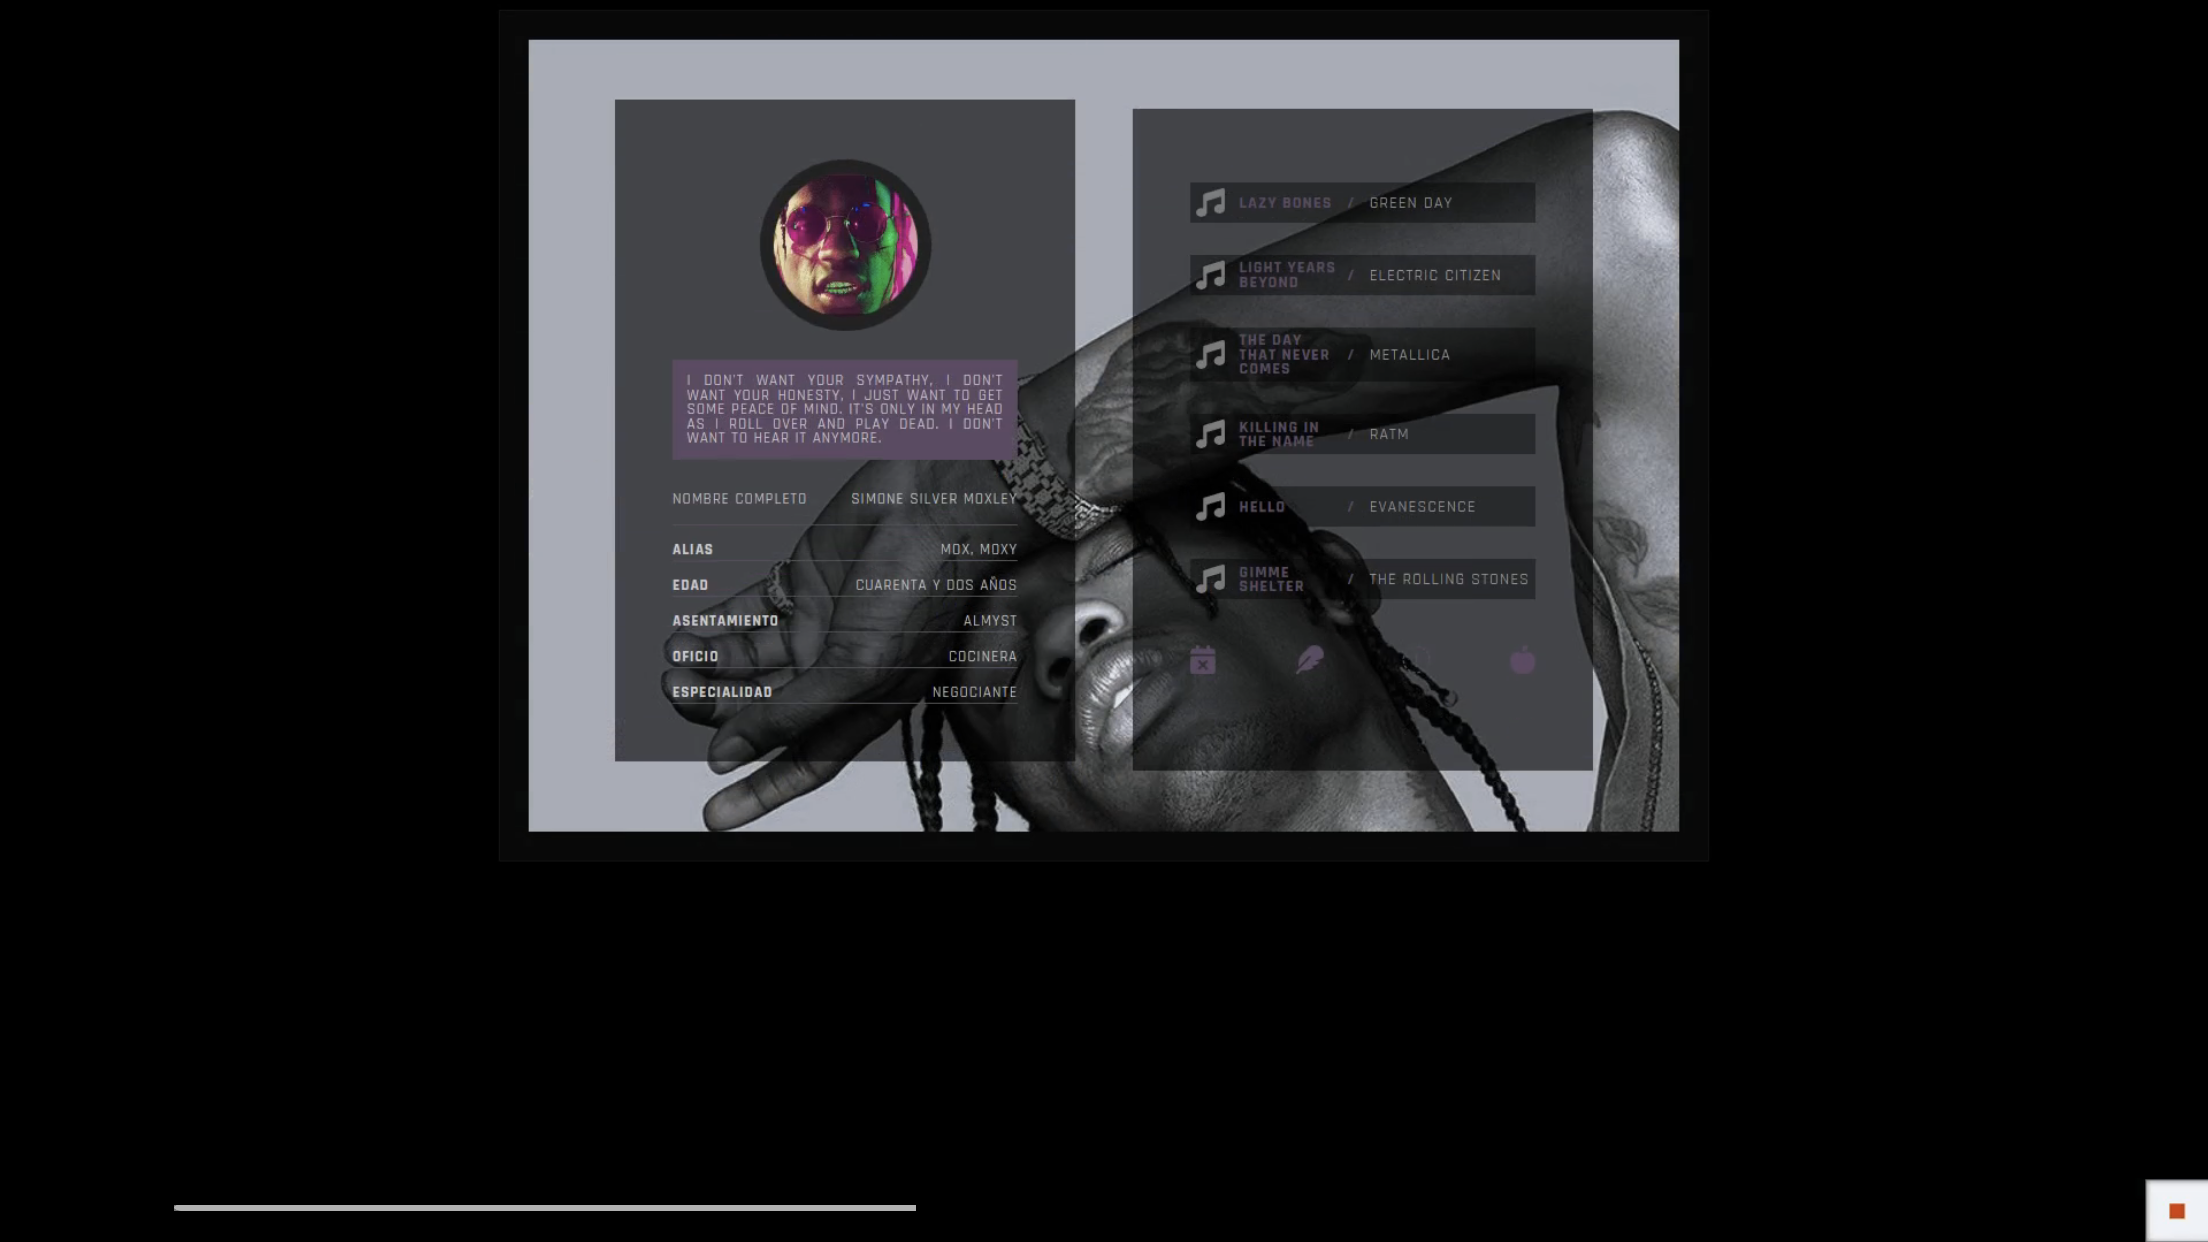 I DON'T WANT YOUR SYMPATHY, I DON'T
WANT YOUR HONESTY, I JUST WANT TO GET
SOME PEACE OF MIND. IT'S ONLY IN MY HEAD
AS I ROLL OVER AND PLAY DEAD. I DON'T
WANT TO HEAR IT ANYMORE.
NOMBRE COMPLETO SIMONE SILVER MOXLEY
ALIAS MOX, MOXY
EDAD CUARENTA Y DOS AÑOS
ASENTAMIENTO ALMYST
OFICIO COCINERA
ESPECIALIDAD NEGOCIANTE
LAZY BONES / GREEN DAY
LIGHT YEARS
BEYOND / ELECTRIC CITIZEN
THE DAY
THAT NEVER / METALLICA
COMES
KILLING IN
THE NAME / RATM
HELLO / EVANESCENCE
GIMME
SHELTER / THE ROLLING STONES